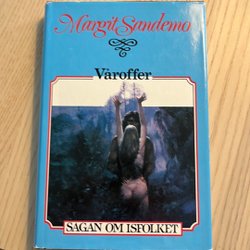 Margit Sandemo
Våroffer
SAGAN OM ISFOLKET